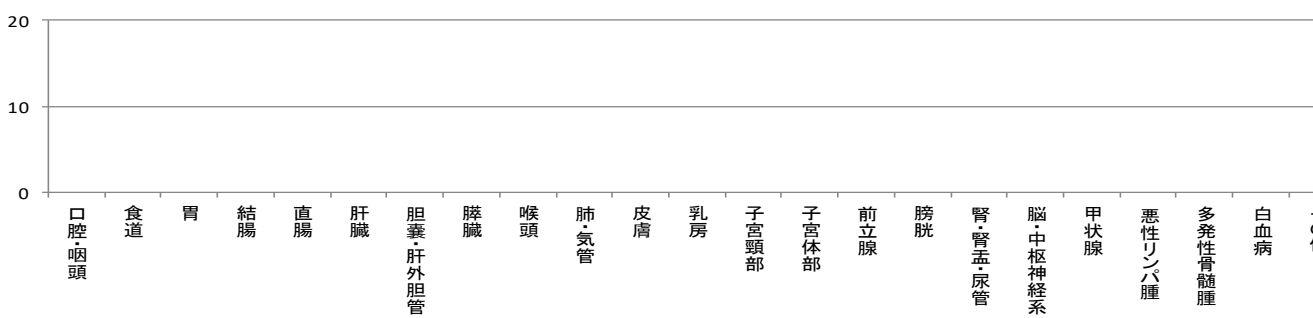 20
10
0
口腔・咽頭
食道
胃
結腸
直腸
肝臓
胆嚢・肝外胆管
膵臓
喉頭
肺・気管
皮膚
乳房
子宮頸部
子宮体部
前立腺
膀胱
腎・腎盂・尿管
脳・中枢神経系
甲状腺
悪性リンパ腫
多発性骨髄腫
白血病